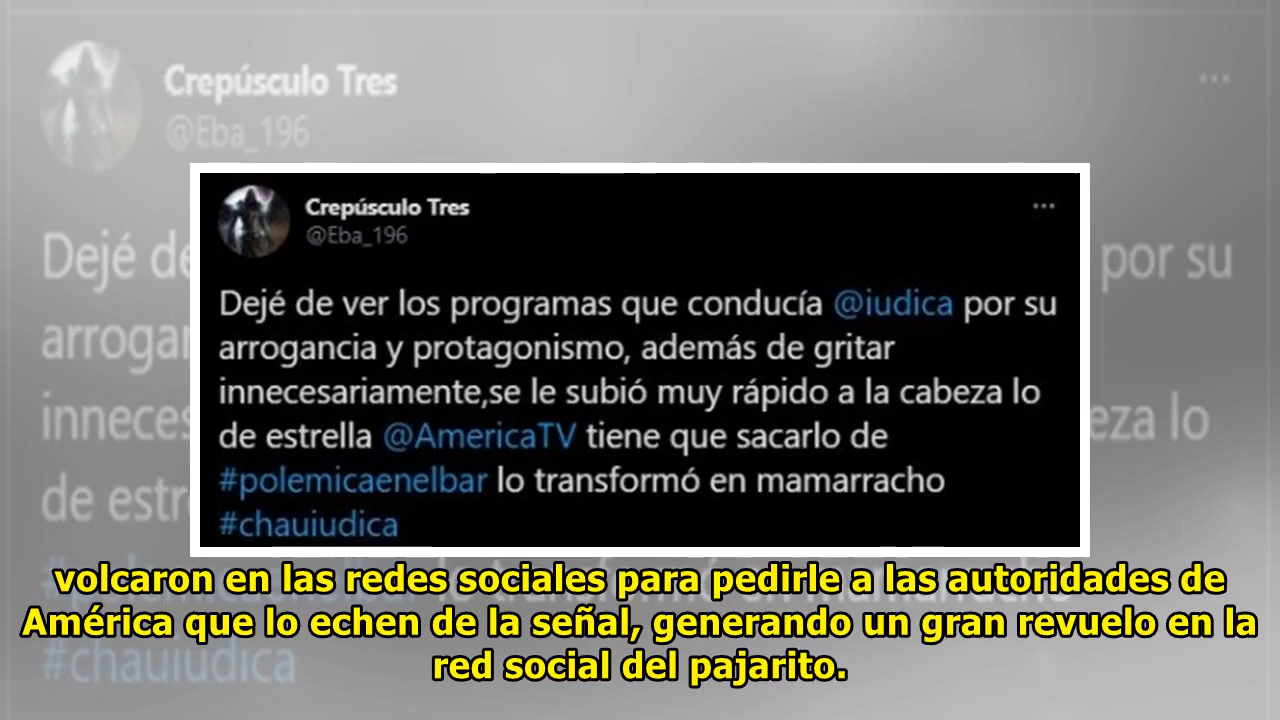 Crepúsculo Tres
@Eba_196
Crepúsculo Tres
@Eba_196
Dejé de ver los programas que conducía @iudica por su
arrogancia y protagonismo, además de gritar
innecesariamente,se le subió muy rápido a la cabeza lo
de estrella @AmericaTV tiene que sacarlo de
#polemicaenelbar lo transformó en mamarracho
#chauiudica
volcaron en las redes sociales para pedirle a las autoridades de
América que lo echen de la señal, generando un gran revuelo en la
red social del pajarito.